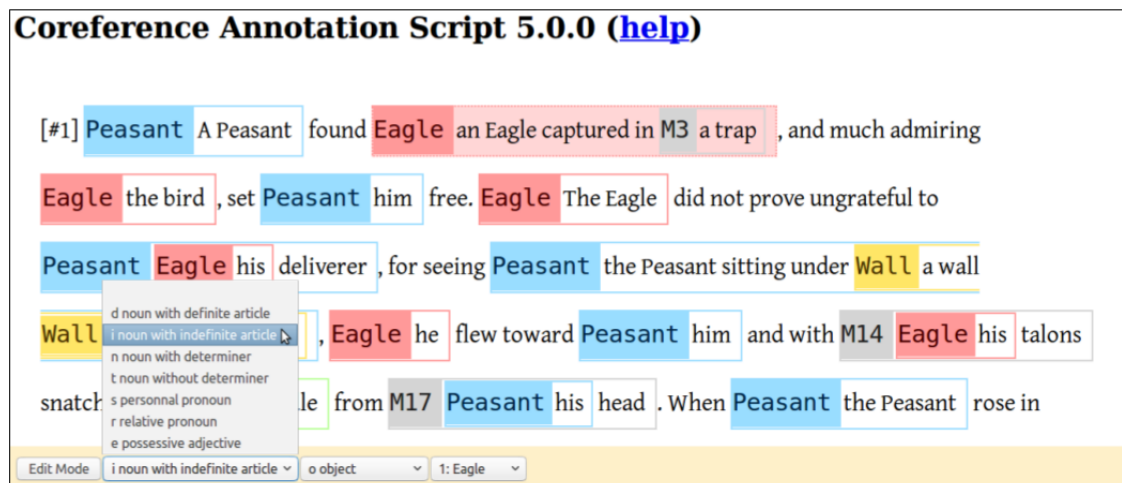 Coreference Annotation Script 5.0.0 (help)
[#1] Peasant A Peasant found Eagle an Eagle captured in M3 a trap , and much admiring
Eagle the bird , set Peasant him free. Eagle The Eagle did not prove ungrateful to
Peasant Eagle his deliverer , for seeing Peasant the Peasant sitting under Wall a wall
Wall , Eagle he flew toward Peasant him and with M14 Eagle his talons
snatch le from M17 Peasant his head . When Peasant the Peasant rose in
d noun with definite article
i noun with indefinite article
n noun with determiner
t noun without determiner
s personnal pronoun
r relative pronoun
e possessive adjective
Edit Mode i noun with indefinite article o object 1: Eagle